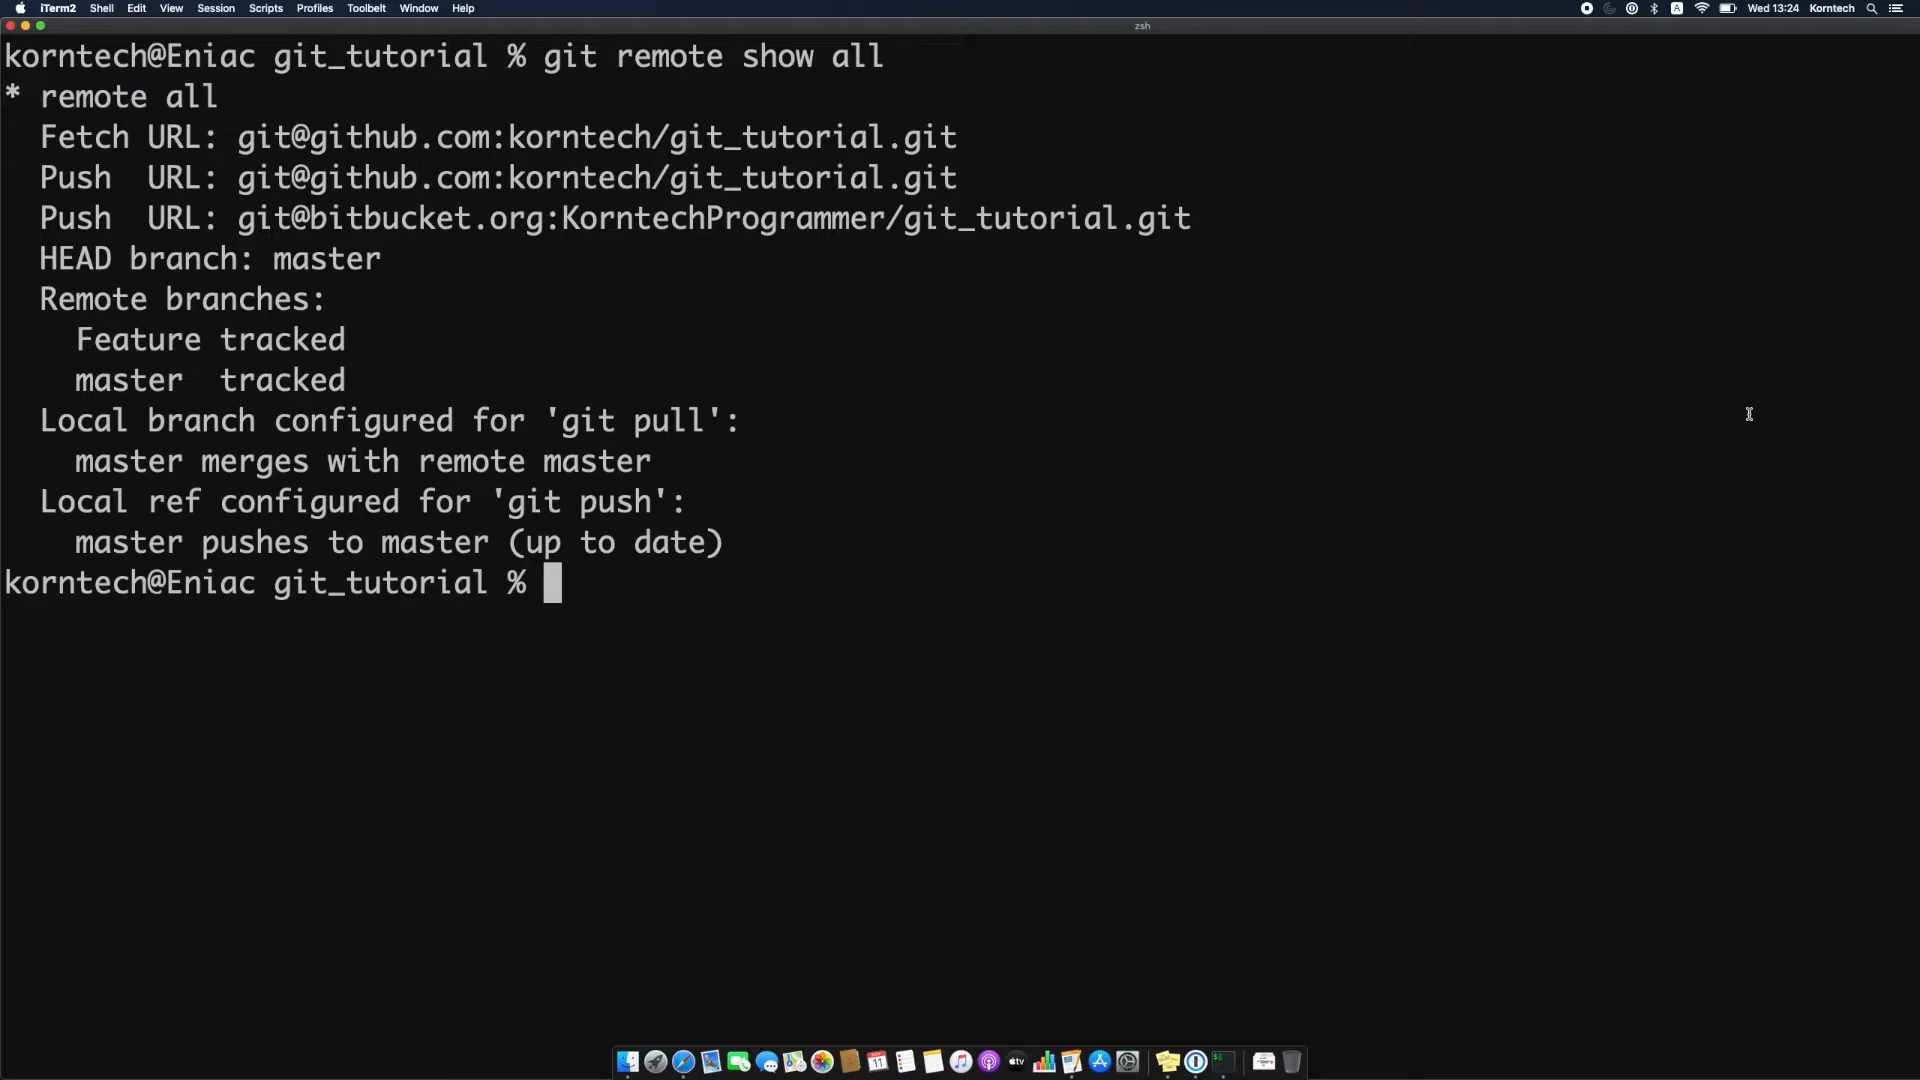 iTerm2 Shell Edit View Session Scripts Profiles Toolbelt Window Help A Wed 13:24 Korntech
zsh
korntech@Eniac git_tutorial % git remote show all
* remote all
  Fetch URL: git@github.com:korntech/git_tutorial.git
  Push  URL: git@github.com:korntech/git_tutorial.git
  Push  URL: git@bitbucket.org:KorntechProgrammer/git_tutorial.git
  HEAD branch: master
  Remote branches:
    Feature tracked
    master  tracked
  Local branch configured for 'git pull':
    master merges with remote master
  Local ref configured for 'git push':
    master pushes to master (up to date)
korntech@Eniac git_tutorial %
11 tv